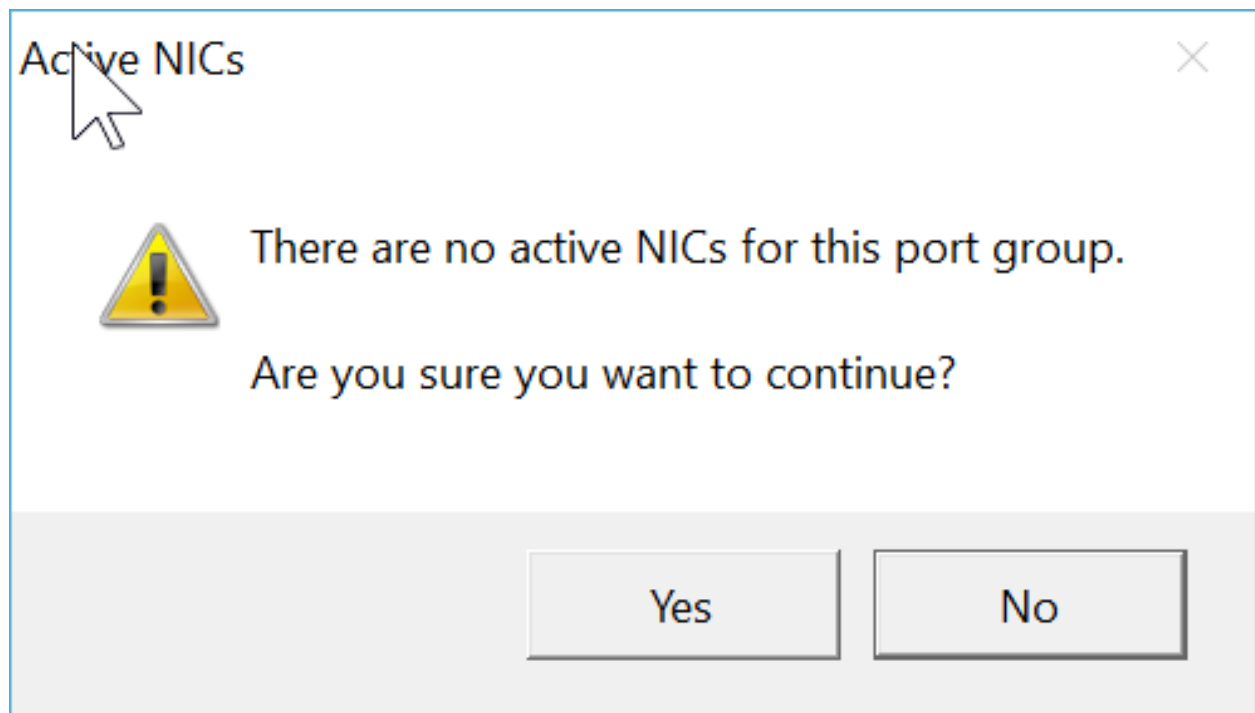 Active NICs
There are no active NICs for this port group.
Are you sure you want to continue?
Yes
No